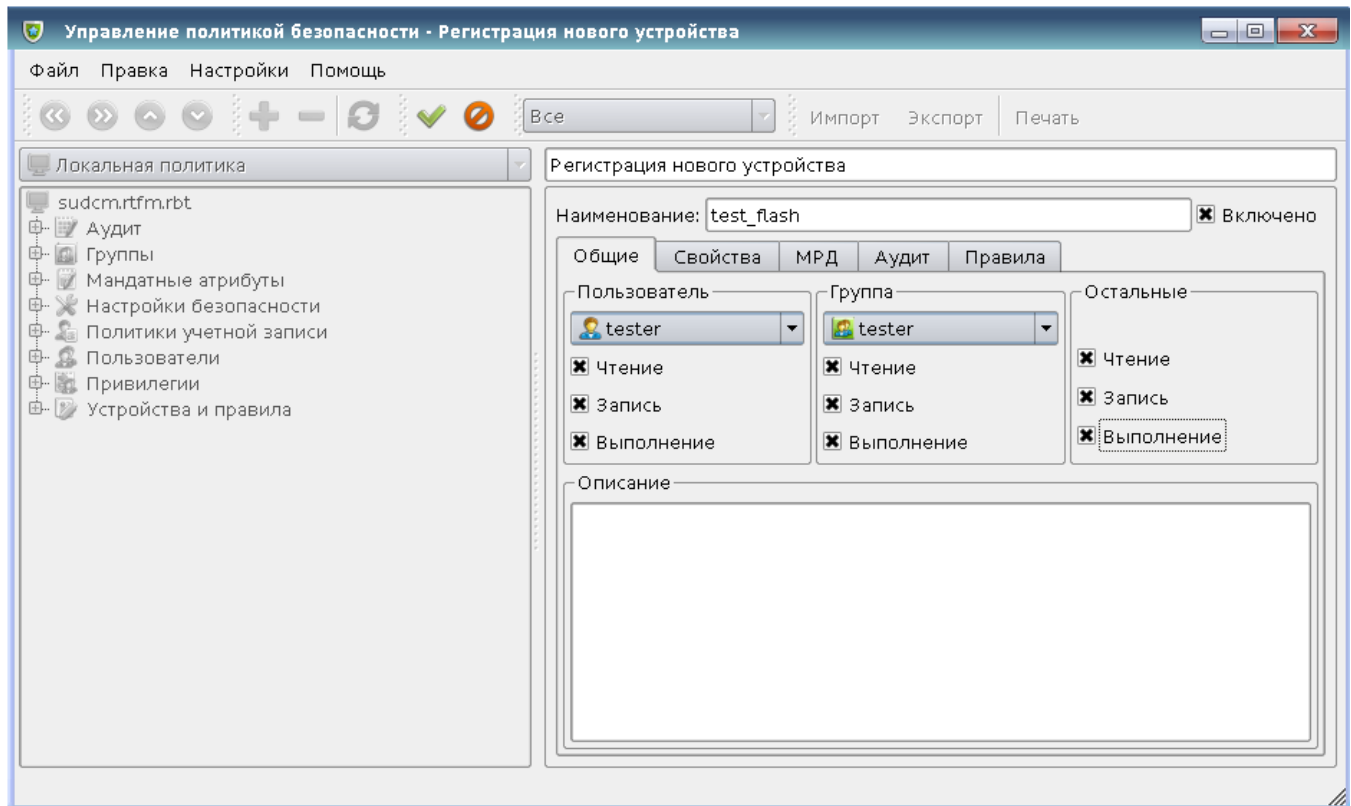 Управление политикой безопасности - Регистрация нового устройства
Файл Правка Настройки Помощь
Все Импорт Экспорт Печать
Локальная политика
sudcm.rtfm.rbt
Аудит
Группы
Мандатные атрибуты
Настройки безопасности
Политики учетной записи
Пользователи
Привилегии
Устройства и правила
Регистрация нового устройства
Наименование: test_flash Включено
Общие Свойства МРД Аудит Правила
Пользователь Группа Остальные
tester tester
Чтение Чтение Чтение
Запись Запись Запись
Выполнение Выполнение Выполнение
Описание